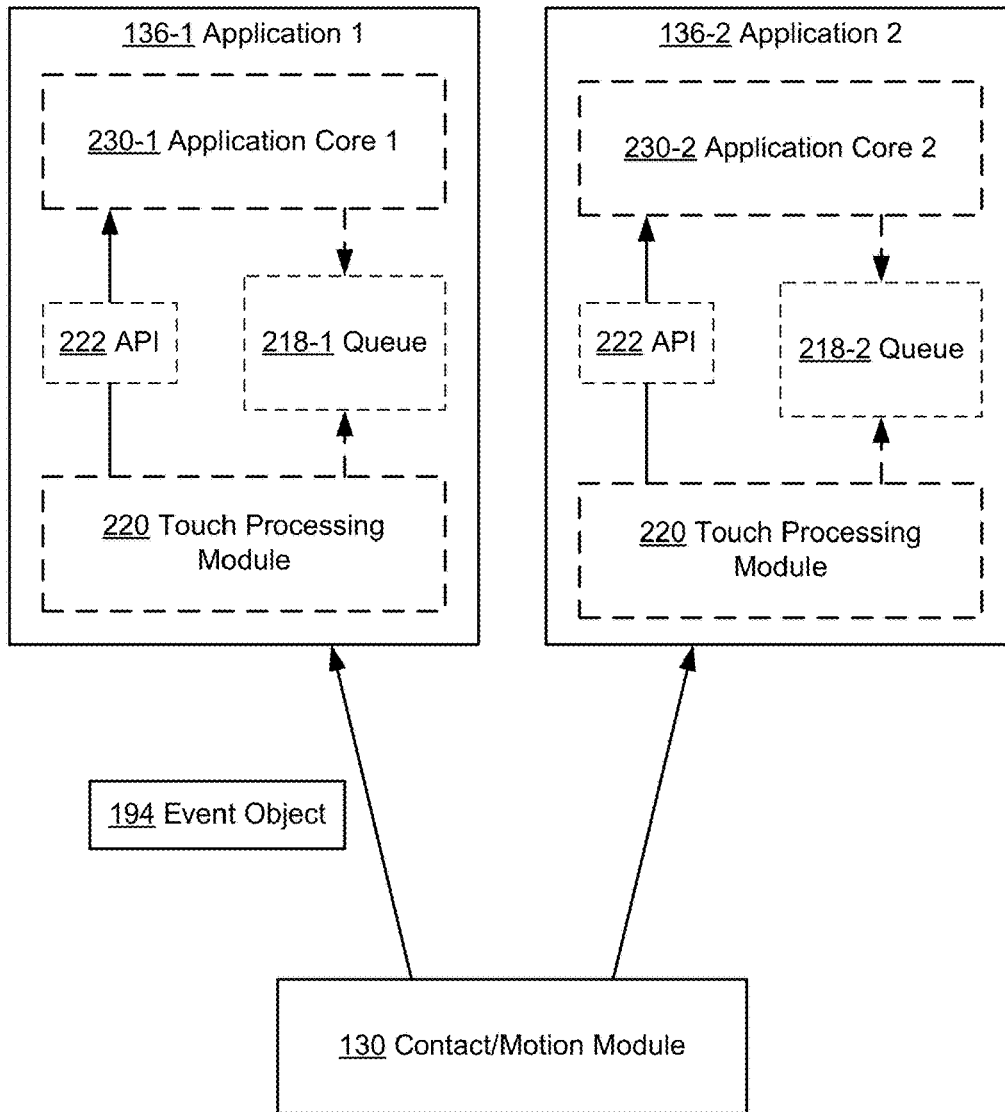 136-1 Application 1
230-1 Application Core 1
222 API
218-1 Queue
220 Touch Processing
Module
136-2 Application 2
230-2 Application Core 2
222 API
218-2 Queue
220 Touch Processing
Module
194 Event Object
130 Contact/Motion Module